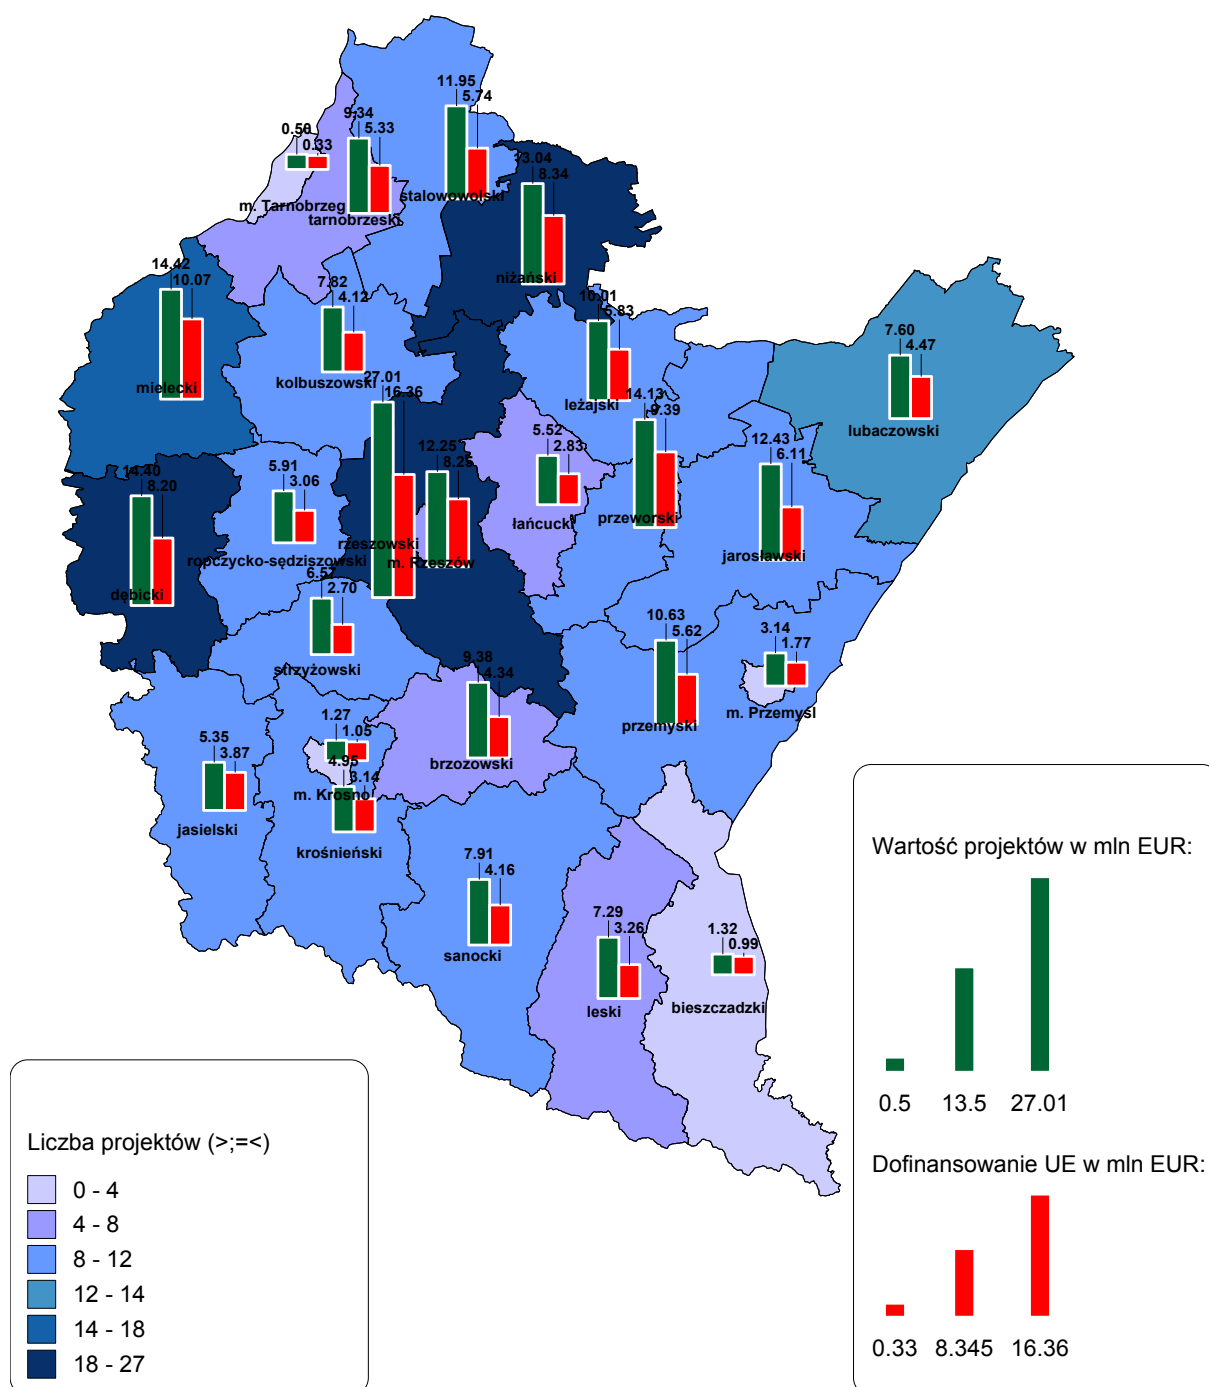 11.95
5.74
9.34
5.33
0.50
0.33
m. Tarnobrzeg
tarnobrzeski
stalowowolski
13.04
8.34
niżański
14.42
10.07
mielecki
7.82
4.12
kolbuszowski
10.01
5.83
leżajski
7.60
4.47
lubaczowski
27.01
16.36
rzeszowski
12.25
8.25
m. Rzeszów
5.52
2.83
łańcucki
14.13
9.39
przeworski
12.43
6.11
jarosławski
14.40
8.20
dębicki
5.91
3.06
ropczycko-sędziszowski
6.57
2.70
strzyżowski
10.63
5.62
przemyski
3.14
1.77
m. Przemyśl
9.38
4.34
brzozowski
1.27
1.05
m. Krosno
4.95
3.14
krośnieński
5.35
3.87
jasielski
7.91
4.16
sanocki
7.29
3.26
leski
1.32
0.99
bieszczadzki
Wartość projektów w mln EUR:
0.5 13.5 27.01
Dofinansowanie UE w mln EUR:
0.33 8.345 16.36
Liczba projektów (>;=<)
0 - 4
4 - 8
8 - 12
12 - 14
14 - 18
18 - 27